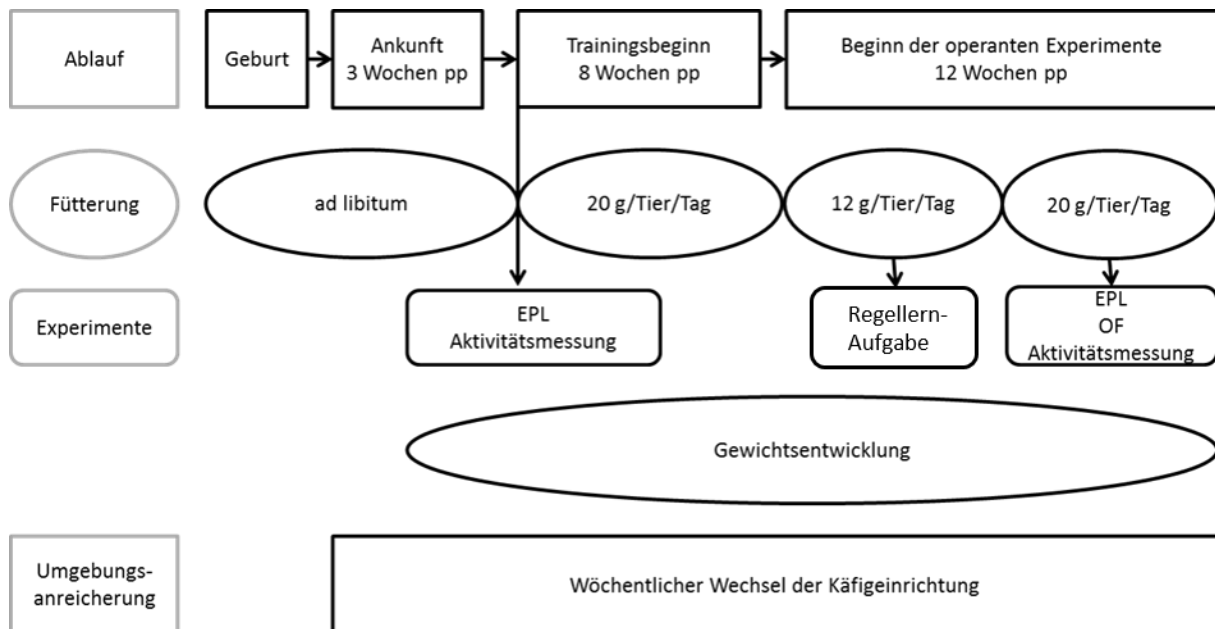 Ablauf
Geburt
Ankunft
3 Wochen pp
Trainingsbeginn
8 Wochen pp
Beginn der operanten Experimente
12 Wochen pp
Fütterung
ad libitum
20 g/Tier/Tag
12 g/Tier/Tag
20 g/Tier/Tag
Experimente
EPL
Aktivitätsmessung
Regellern-
Aufgabe
EPL
OF
Aktivitätsmessung
Gewichtsentwicklung
Umgebungs-
anreicherung
Wöchentlicher Wechsel der Käfigeinrichtung